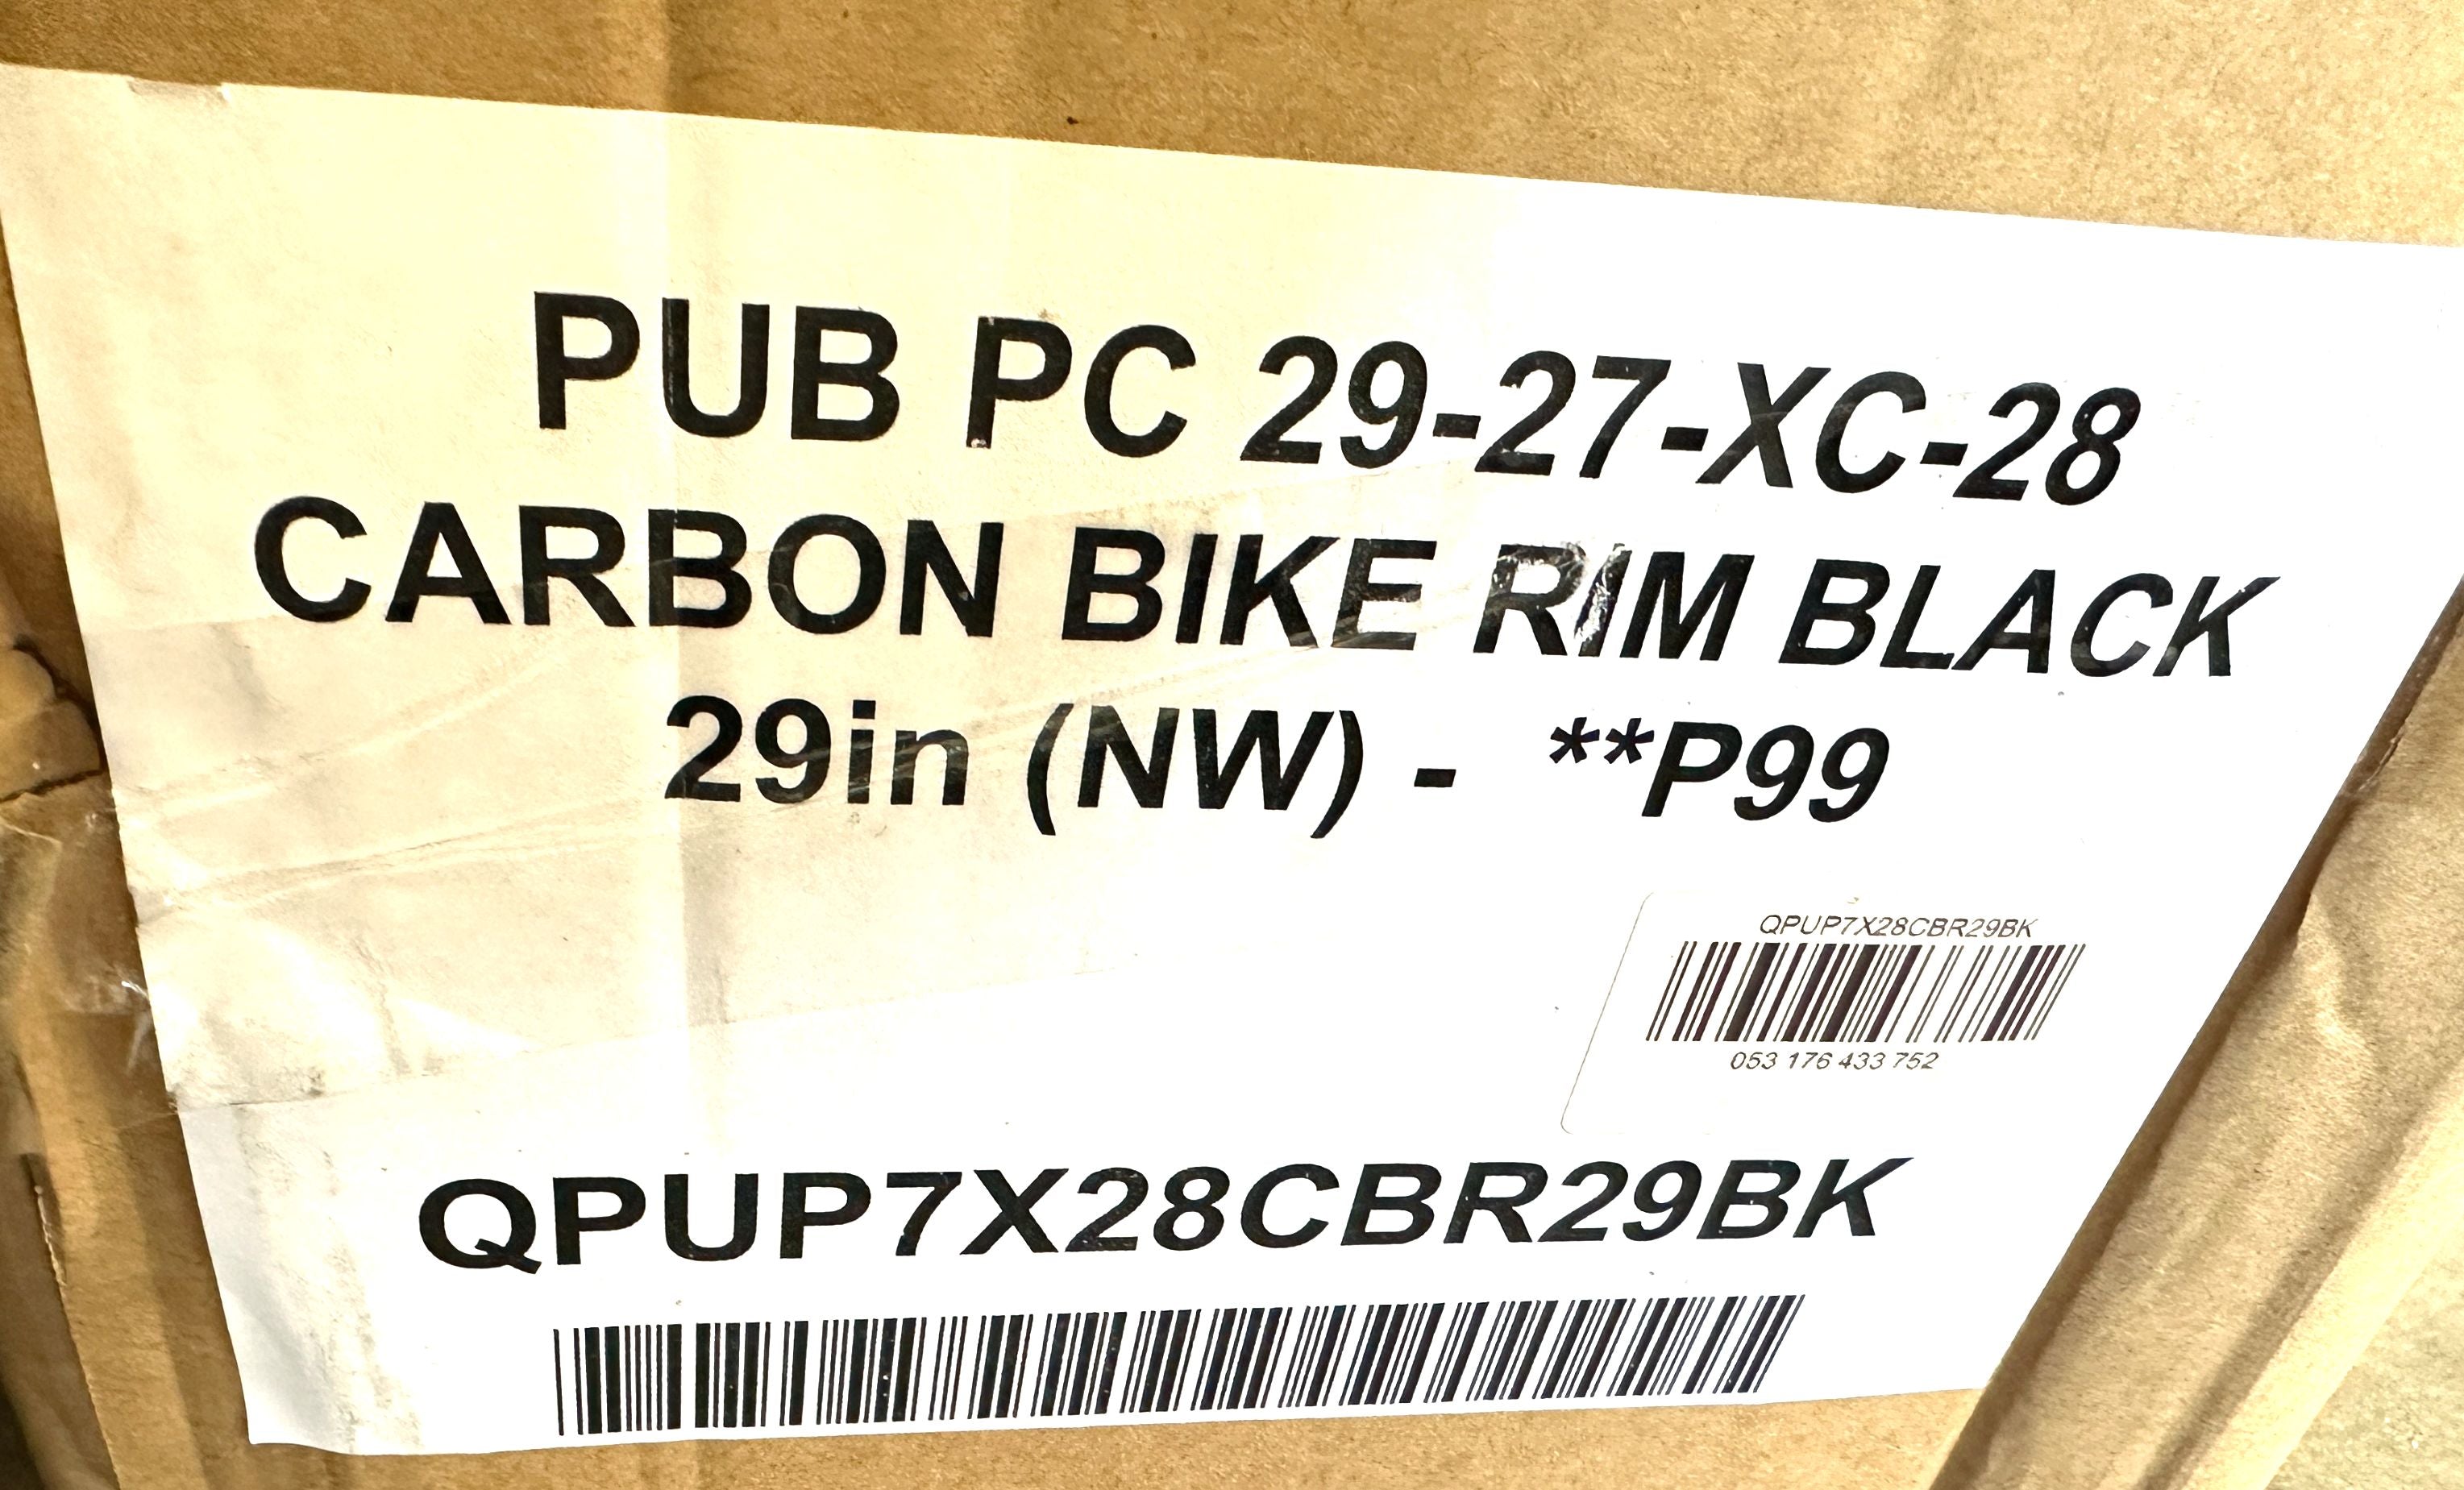 PUB PC 29-27-XC-28
CARBON BIKE RIM BLACK
29in (NW) - **P99
QPUP7X28CBR29BK
053 176 433 752
QPUP7X28CBR29BK